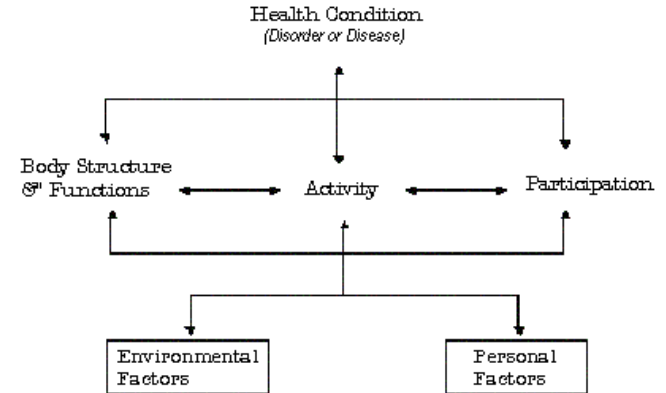 Health Condition
(Disorder or Disease)
Body Structure
& Functions
Activity
Participation
Environmental
Factors
Personal
Factors